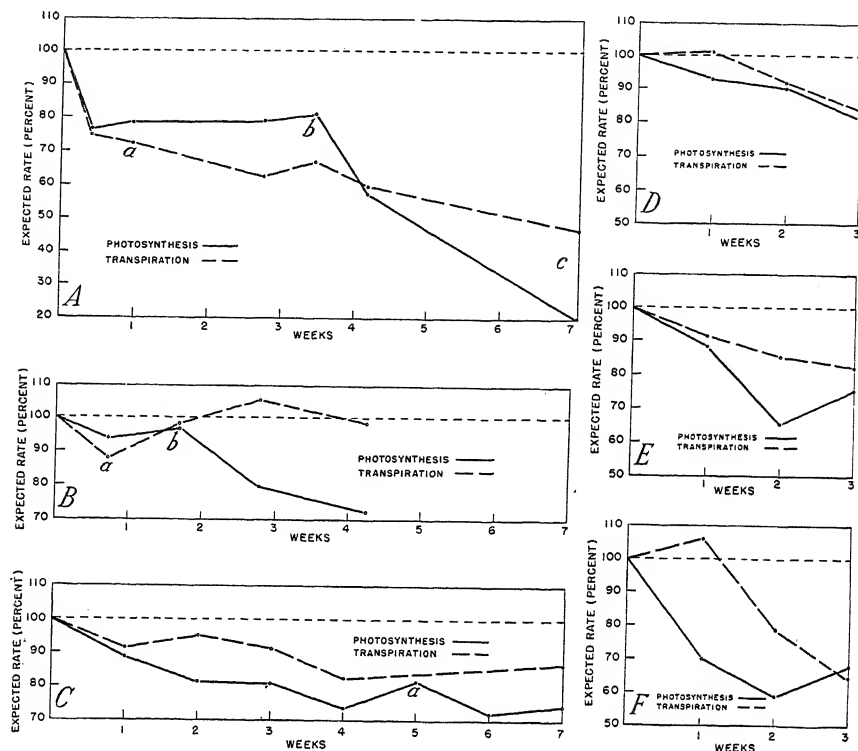 EXPECTED RATE (PERCENT)
110
100
90
80
70
60
50
40
30
20
a
b
c
PHOTOSYNTHESIS
TRANSPIRATION
A
1 2 3 4 5 6 7
WEEKS
EXPECTED RATE (PERCENT)
110
100
90
80
70
a
b
PHOTOSYNTHESIS
TRANSPIRATION
B
1 2 3 4 5 6 7
WEEKS
EXPECTED RATE (PERCENT)
110
100
90
80
70
PHOTOSYNTHESIS
TRANSPIRATION
a
C
1 2 3 4 5 6 7
WEEKS
EXPECTED RATE (PERCENT)
110
100
90
80
70
60
50
PHOTOSYNTHESIS
TRANSPIRATION
D
1 2 3
WEEKS
EXPECTED RATE (PERCENT)
110
100
90
80
70
60
50
PHOTOSYNTHESIS
TRANSPIRATION
E
1 2 3
WEEKS
EXPECTED RATE (PERCENT)
110
100
90
80
70
60
50
PHOTOSYNTHESIS
TRANSPIRATION
F
1 2 3
WEEKS